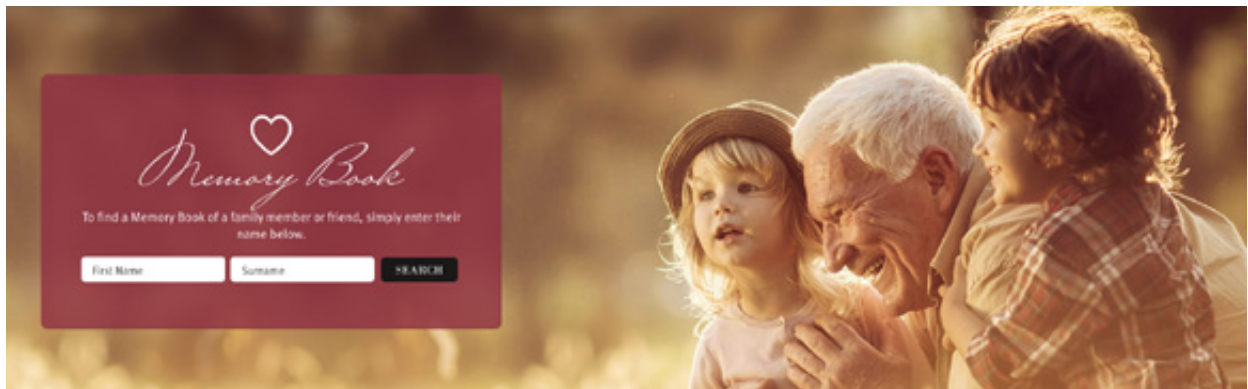 Memory Book
To find a Memory Book of a family member or friend, simply enter their
name below.
First Name
Surname
SEARCH